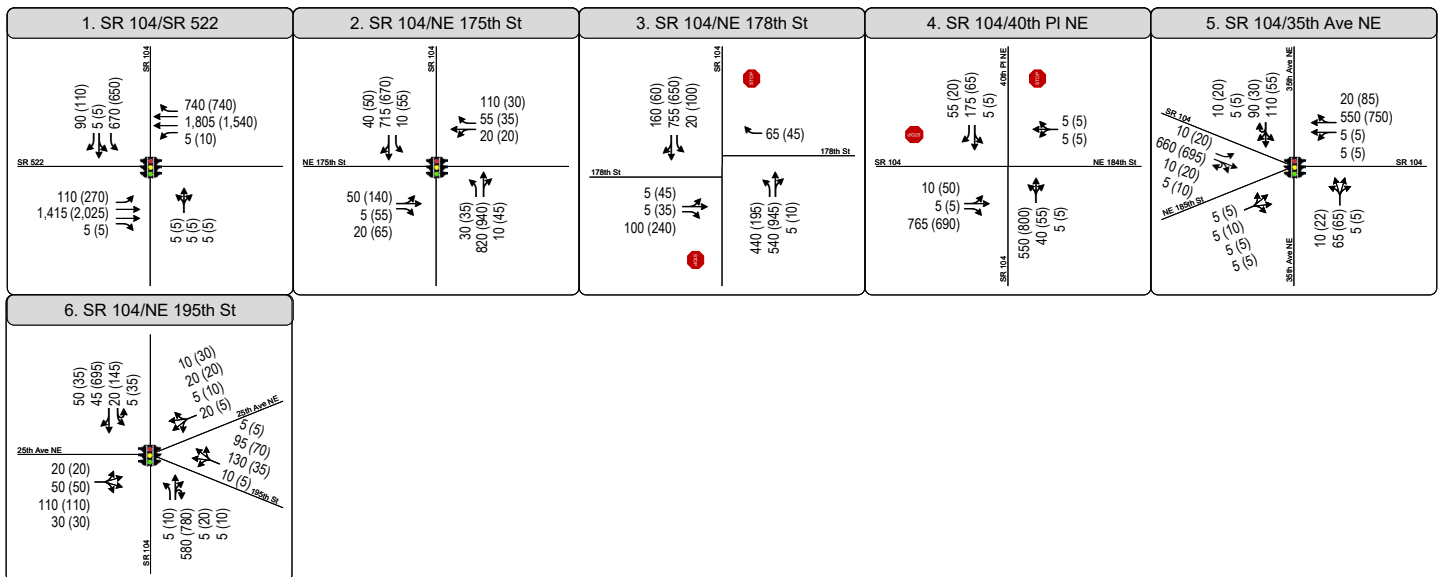 1. SR 104/SR 522
SR 104
90 (110)
5 (5)
670 (650)
740 (740)
1,805 (1,540)
5 (10)
SR 522
110 (270)
1,415 (2,025)
5 (5)
5 (5)
5 (5)
5 (5)
2. SR 104/NE 175th St
SR 104
40 (50)
715 (670)
10 (55)
110 (30)
55 (35)
20 (20)
NE 175th St
50 (140)
5 (55)
20 (65)
30 (35)
820 (940)
10 (45)
3. SR 104/NE 178th St
SR 104
STOP
160 (60)
755 (650)
20 (100)
65 (45)
178th St
178th St
5 (45)
5 (35)
100 (240)
STOP
440 (195)
540 (945)
5 (10)
4. SR 104/40th Pl NE
40th Pl NE
STOP
555 (20)
175 (65)
5 (5)
STOP
5 (5)
5 (5)
SR 104
NE 184th St
10 (50)
5 (5)
765 (690)
550 (800)
40 (55)
5 (5)
SR 104
5. SR 104/35th Ave NE
35th Ave NE
10 (20)
5 (5)
90 (30)
110 (55)
20 (85)
550 (750)
5 (5)
5 (5)
SR 104
10 (20)
660 (695)
10 (20)
5 (10)
SR 104
NE 185th St
5 (5)
5 (10)
5 (5)
5 (5)
10 (22)
65 (65)
5 (5)
35th Ave NE
6. SR 104/NE 195th St
50 (35)
45 (695)
20 (145)
5 (35)
10 (30)
20 (20)
5 (10)
20 (5)
25th Ave NE
25th Ave NE
5 (5)
95 (70)
130 (35)
10 (5)
195th St
20 (20)
50 (50)
110 (110)
30 (30)
5 (10)
580 (780)
5 (20)
5 (10)
SR 104